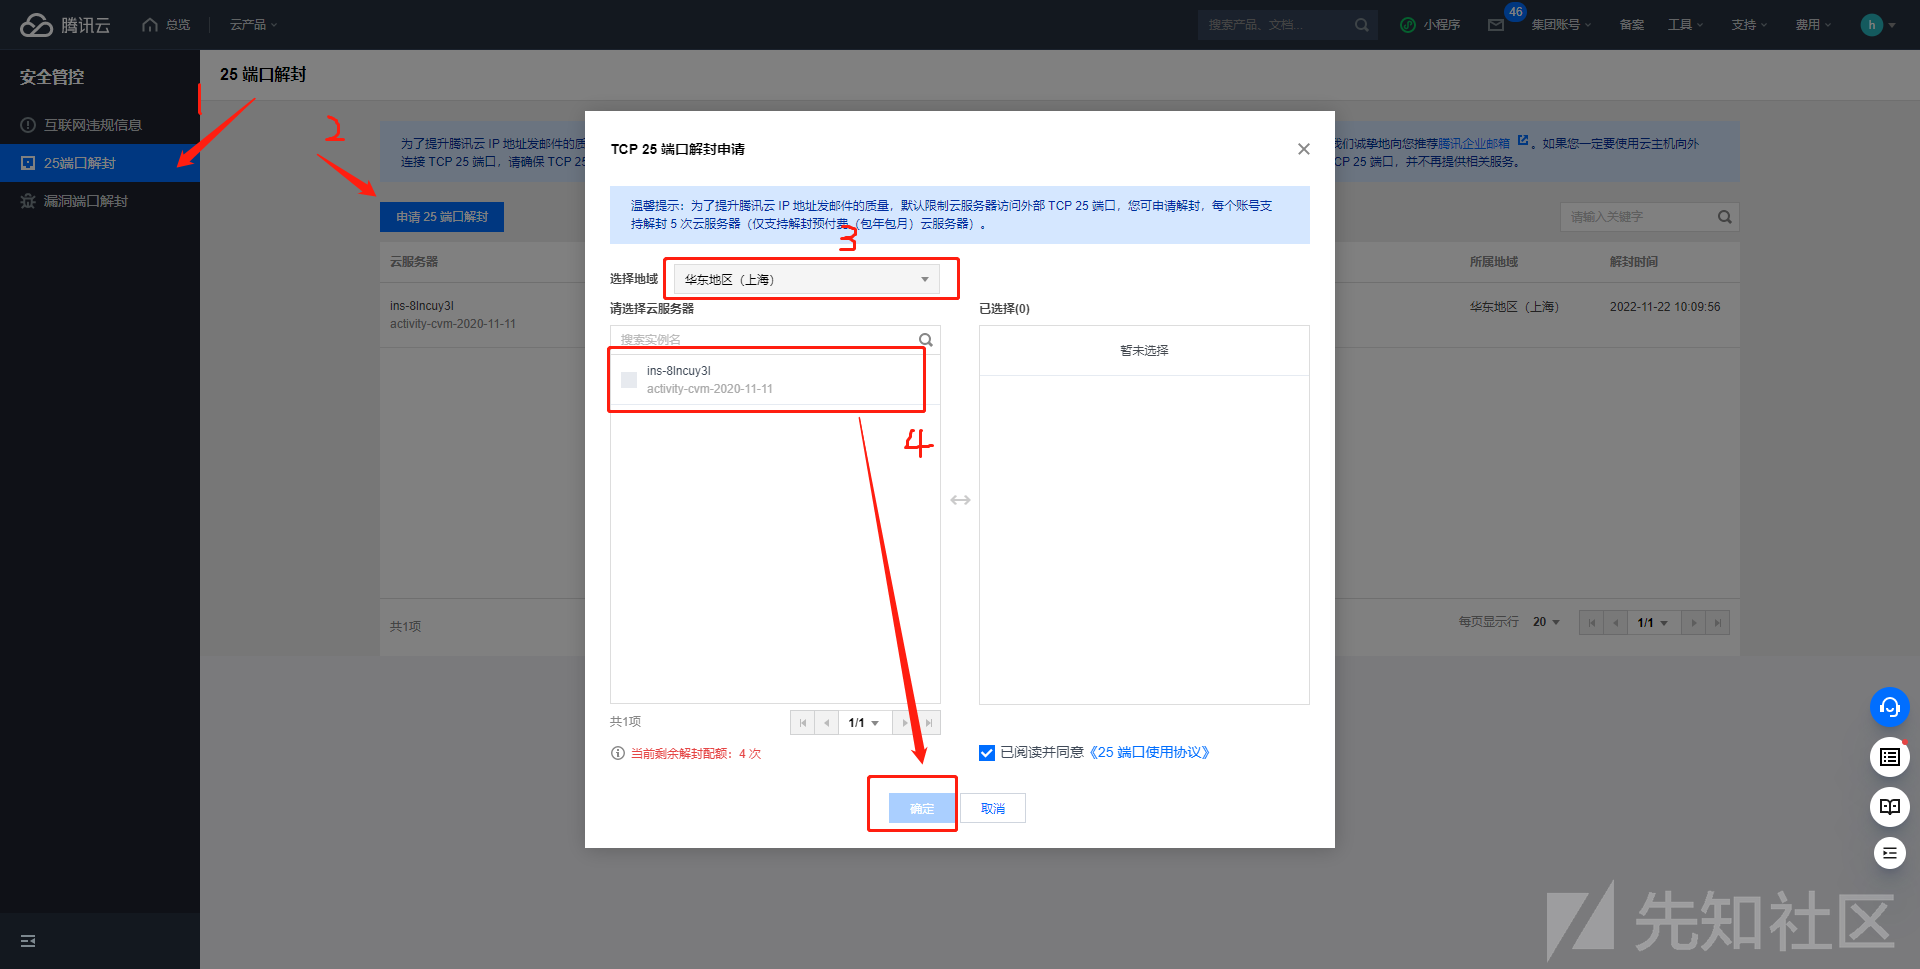 腾讯云
总览
云产品
搜索产品、文档...
小程序
46
集团账号
备案
工具
支持
费用
h
安全管控
互联网违规信息
25端口解封
漏洞端口解封
25 端口解封
1
2
为了提升腾讯云 IP 地址发邮件的质
们诚挚地向您推荐腾讯企业邮箱 。如果您一定要使用云主机向外
连接 TCP 25 端口，请确保 TCP 25
CP 25 端口，并不再提供相关服务。
申请 25 端口解封
请输入关键字
云服务器
所属地域
解封时间
ins-8lncuy3l
activity-cvm-2020-11-11
华东地区（上海）
2022-11-22 10:09:56
共1项
每页显示行
20
1/1
TCP 25 端口解封申请
温馨提示：为了提升腾讯云 IP 地址发邮件的质量，默认限制云服务器访问外部 TCP 25 端口，您可申请解封，每个账号支
持解封 5 次云服务器（仅支持解封预付费（包年包月）云服务器）。
3
选择地域
华东地区（上海）
请选择云服务器
已选择(0)
搜索实例名
暂未选择
ins-8lncuy3l
activity-cvm-2020-11-11
4
共1项
1/1
当前剩余解封配额：4 次
已阅读并同意《25 端口使用协议》
确定
取消
先知社区